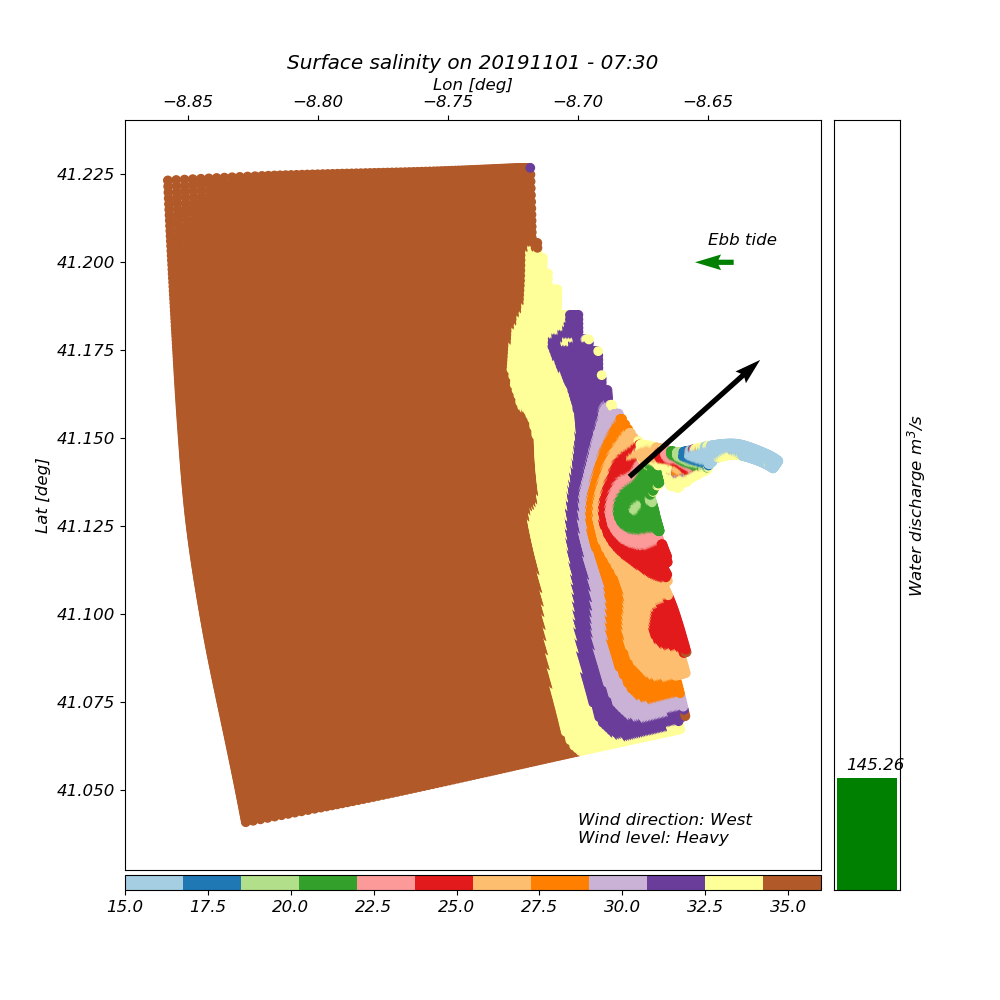 Surface salinity on 20191101 - 07:30
Lon [deg]
−8.85 −8.80 −8.75 −8.70 −8.65
41.225
41.200
41.175
41.150
41.125
41.100
41.075
41.050
Lat [deg]
Ebb tide
Wind direction: West
Wind level: Heavy
15.0 17.5 20.0 22.5 25.0 27.5 30.0 32.5 35.0
145.26
Water discharge m³/s